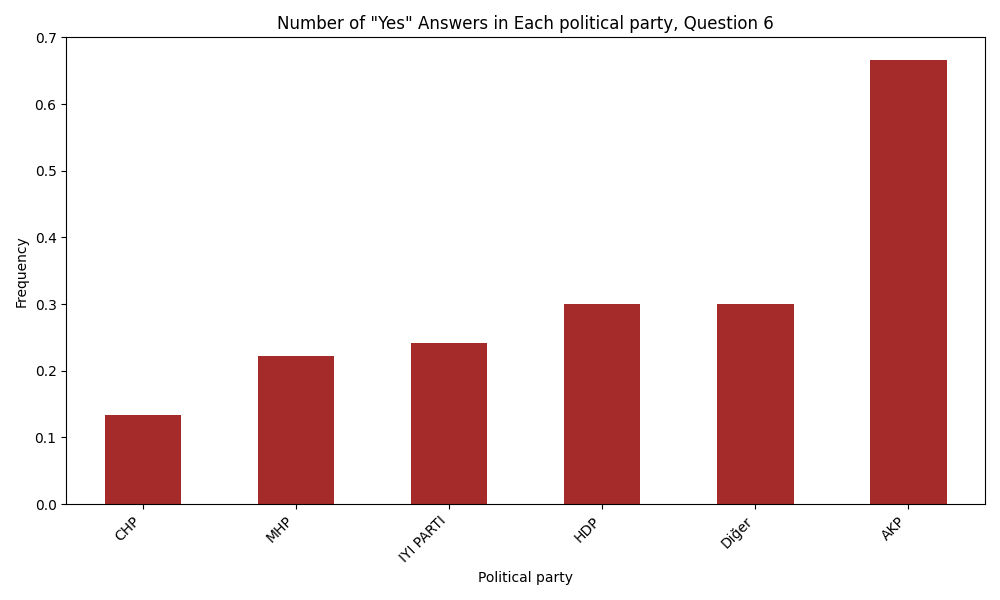 Number of "Yes" Answers in Each political party, Question 6
0.7
0.6
0.5
0.4
0.3
0.2
0.1
0.0
Frequency
CHP
MHP
IYI PARTI
HDP
Diğer
AKP
Political party